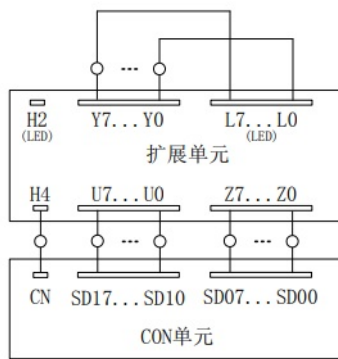 ...
H2 Y7...Y0 L7...L0
(LED) (LED)
扩展单元
H4 U7...U0 Z7...Z0
... ...
CN SD17...SD10 SD07...SD00
CON单元